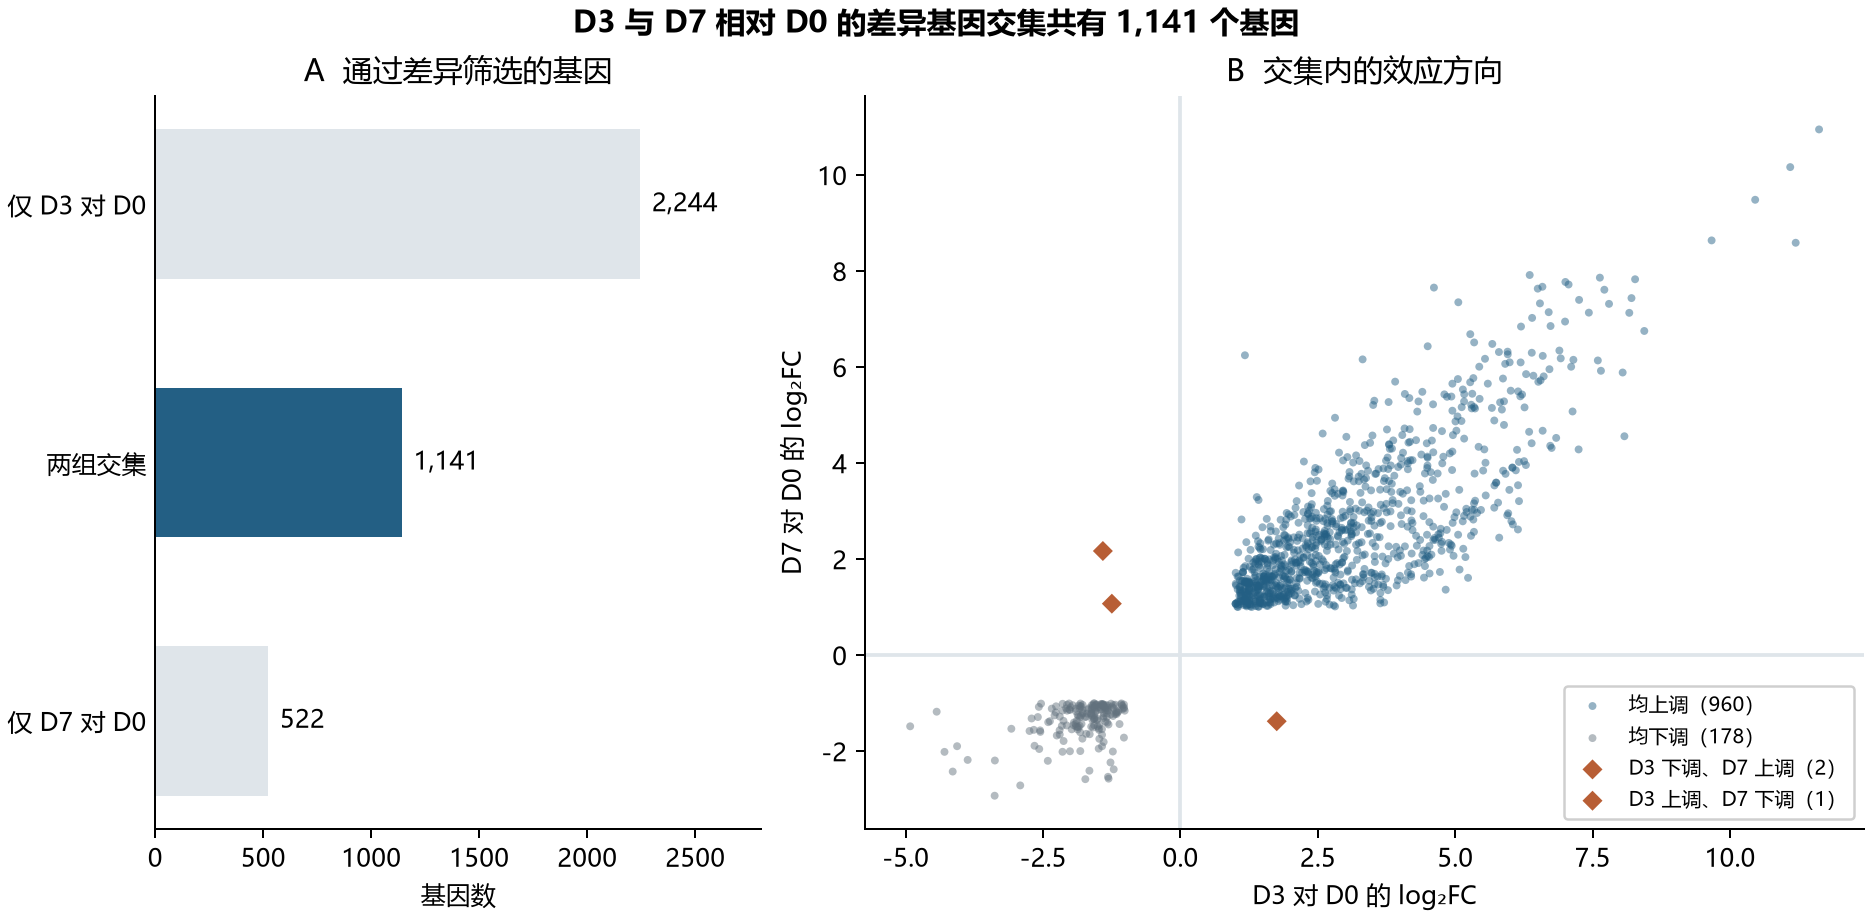 D3 与 D7 相对 D0 的差异基因交集共有 1,141 个基因
A 通过差异筛选的基因
仅 D3 对 D0
2,244
两组交集
1,141
仅 D7 对 D0
522
0 500 1000 1500 2000 2500
基因数
B 交集内的效应方向
D7 对 D0 的 log₂FC
10
8
6
4
2
0
-2
均上调（960）
均下调（178）
D3 下调、D7 上调（2）
D3 上调、D7 下调（1）
-5.0 -2.5 0.0 2.5 5.0 7.5 10.0
D3 对 D0 的 log₂FC